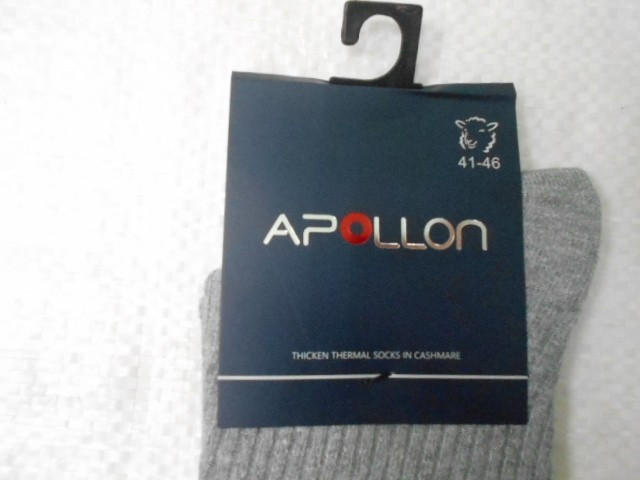 41-46
APOLLON
THICKEN THERMAL SOCKS IN CASHMARE